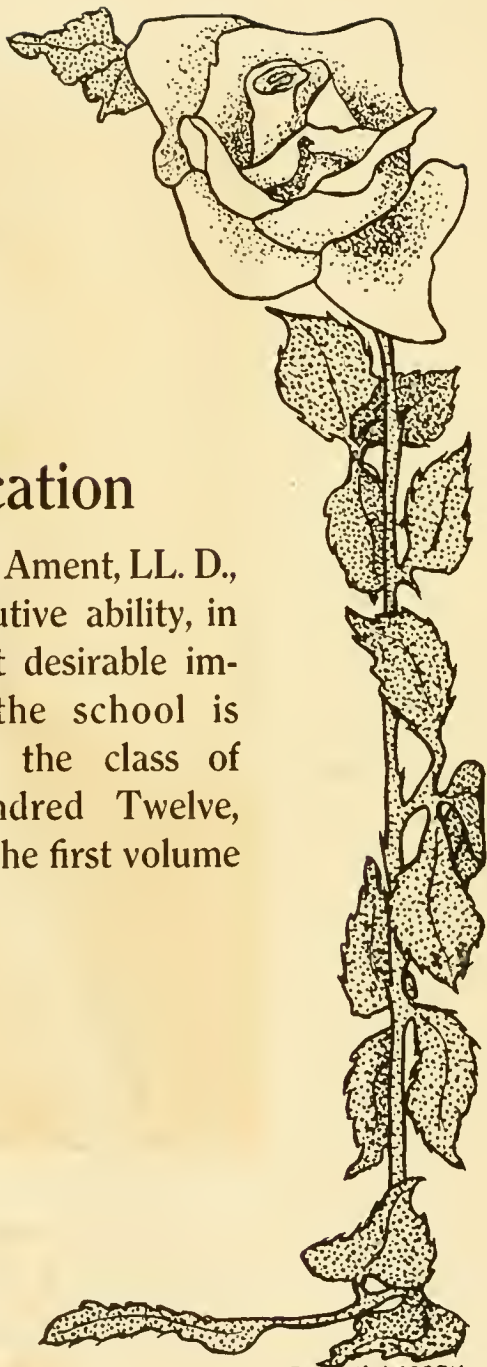 cation
Ament, LL. D.,
utive ability, in
t desirable im-
the school is
the class of
ndred Twelve,
he first volume